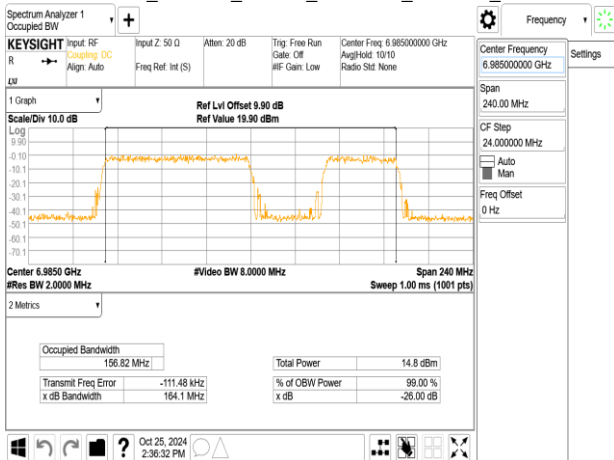 Spectrum Analyzer 1
Occupied BW
KEYSIGHT
R
LXI
Input: RF
Coupling: DC
Align: Auto
Input Z: 50 Ω
Freq Ref: Int (S)
Atten: 20 dB
Trig: Free Run
Gate: Off
#IF Gain: Low
Center Freq: 6.985000000 GHz
Avg|Hold: 10/10
Radio Std: None
Frequency
Settings
Center Frequency
6.985000000 GHz
Span
240.00 MHz
CF Step
24.000000 MHz
Auto
Man
Freq Offset
0 Hz
1 Graph
Scale/Div 10.0 dB
Ref Lvl Offset 9.90 dB
Ref Value 19.90 dBm
Log
9.90
-0.10
-10.1
-20.1
-30.1
-40.1
-50.1
-60.1
-70.1
Center 6.9850 GHz
#Video BW 8.0000 MHz
Span 240 MHz
#Res BW 2.0000 MHz
Sweep 1.00 ms (1001 pts)
2 Metrics
Occupied Bandwidth
156.82 MHz
Total Power 14.8 dBm
Transmit Freq Error -111.48 kHz
% of OBW Power 99.00 %
x dB Bandwidth 164.1 MHz
x dB -26.00 dB
?
Oct 25, 2024
2:36:32 PM